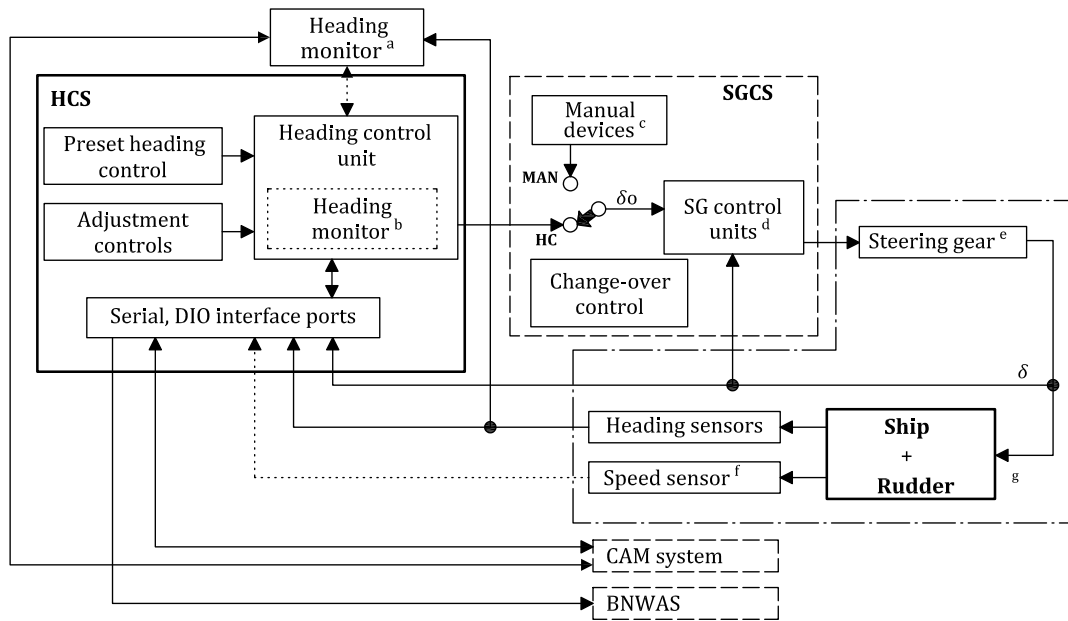 Heading
monitor a
HCS
Preset heading
control
Adjustment
controls
Heading control
unit
Heading
monitor b
Serial, DIO interface ports
SGCS
Manual
devices c
MAN
HC
δo
SG control
units d
Change-over
control
Steering gear e
δ
Heading sensors
Speed sensor f
Ship
+
Rudder
g
CAM system
BNWAS